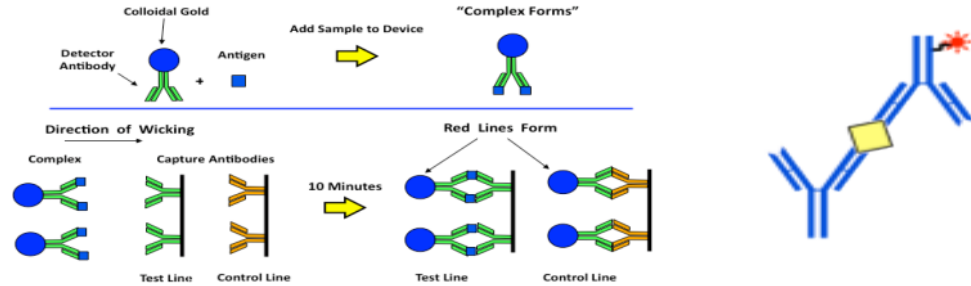 Colloidal Gold
"Complex Forms"
Add Sample to Device
Detector
Antibody
Antigen
+
Direction of Wicking
Red Lines Form
Complex
Capture Antibodies
10 Minutes
Test Line
Control Line
Test Line
Control Line